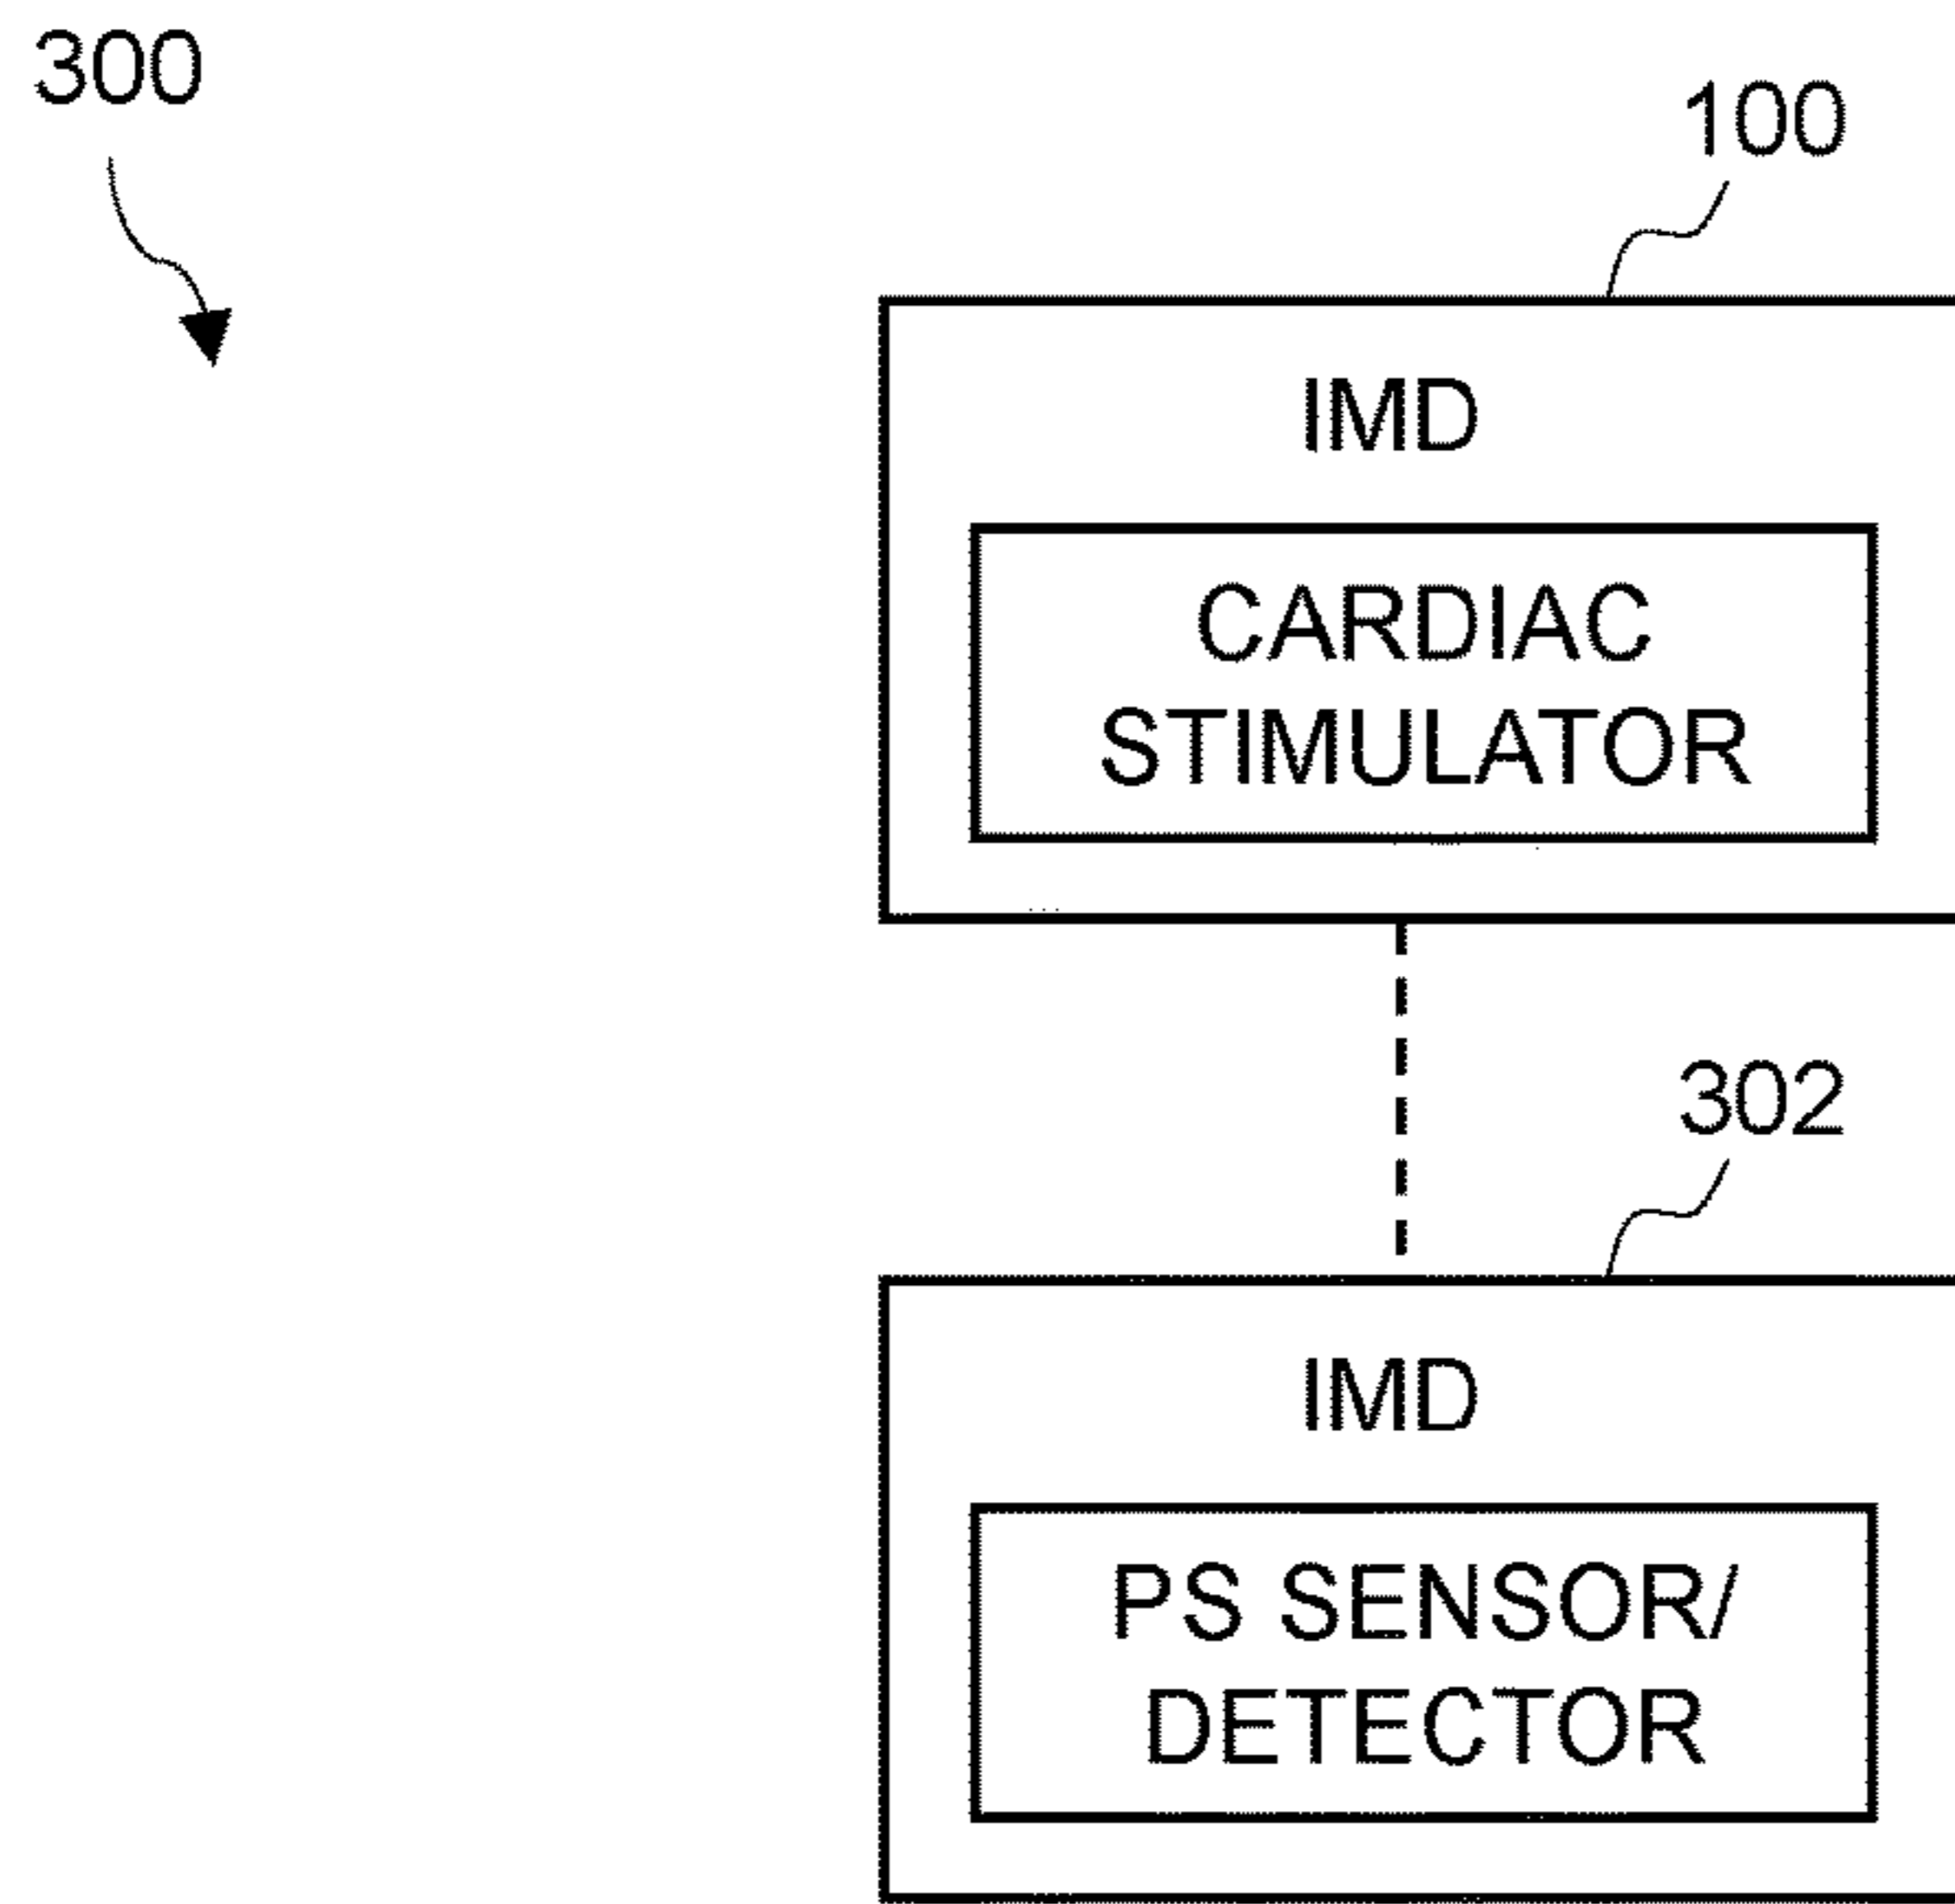 300
100
IMD
CARDIAC
STIMULATOR
302
IMD
PS SENSOR/
DETECTOR